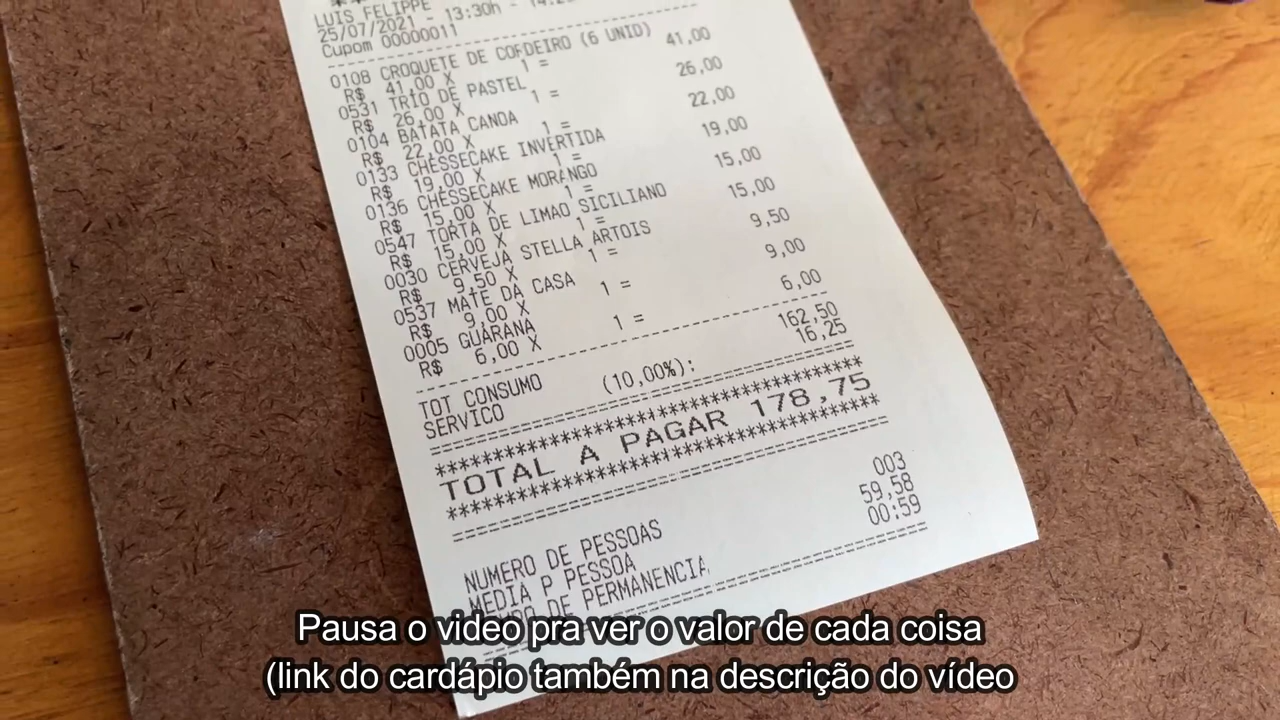 LUIS FELIPPE
25/07/2021 - 13:30h -
Cupom 00000011
0108 CROQUETE DE CORDEIRO (6 UNID)
R$ 41,00 X 1 = 41,00
0531 TRIO DE PASTEL
R$ 26,00 X 1 = 26,00
0104 BATATA CANOA
R$ 22,00 X 1 = 22,00
0133 CHESSECAKE INVERTIDA
R$ 19,00 X 1 = 19,00
0136 CHESSECAKE MORANGO
R$ 15,00 X 1 = 15,00
0547 TORTA DE LIMAO SICILIANO
R$ 15,00 X 1 = 15,00
0030 CERVEJA STELLA ARTOIS
R$ 9,50 X 1 = 9,50
0537 MATE DA CASA
R$ 9,00 X 1 = 9,00
0005 GUARANA
R$ 6,00 X 1 = 6,00
TOT CONSUMO 162,50
SERVICO (10,00%): 16,25
TOTAL A PAGAR 178,75
NUMERO DE PESSOAS 003
MEDIA P PESSOA 59,58
DE PERMANENCIA 00:59
Pausa o video pra ver o valor de cada coisa
(link do cardápio também na descrição do vídeo